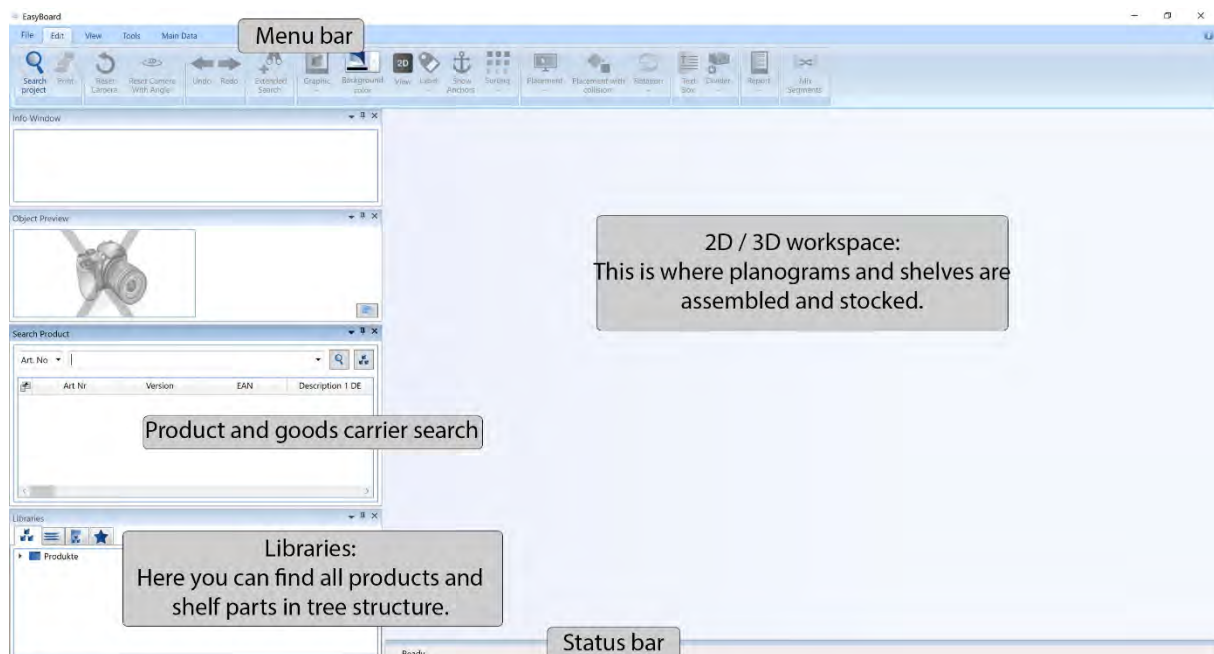 EasyBoard
File Edit View Tools Main Data
Menu bar
Search project Print Reset Camera Reset Camera With Angle Undo Redo Extended Search Graphic Background color View Label Show Anchors Sorting Placement Placement with collision Rotation Text Box Cluster Report Mix Segments
2D
Info Window
Object Preview
2D / 3D workspace:
This is where planograms and shelves are
assembled and stocked.
Search Product
Art. No
Art Nr Version EAN Description 1 DE
Product and goods carrier search
Libraries
Produkte
Libraries:
Here you can find all products and
shelf parts in tree structure.
Status bar
Ready